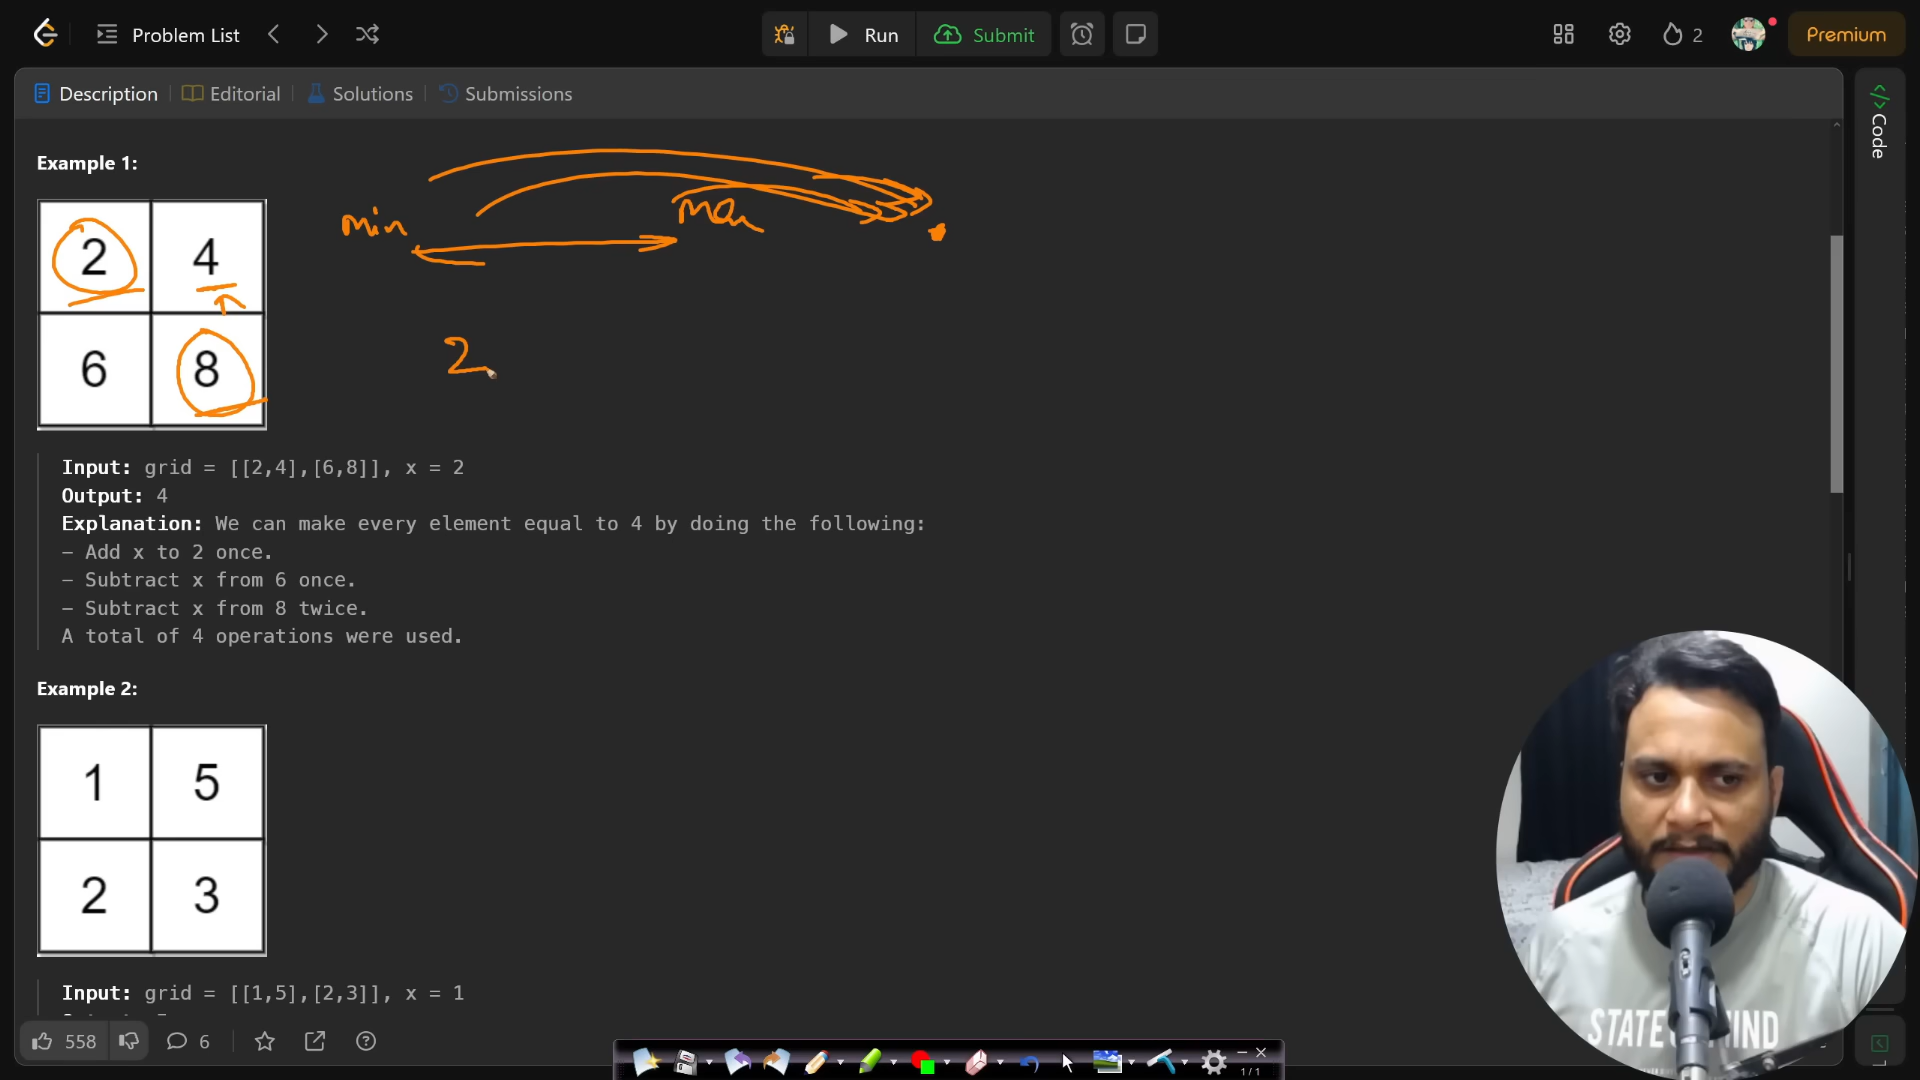 Problem List
Run
Submit
2
Premium
Description
Editorial
Solutions
Submissions
Code
Example 1:
2 4
6 8
min
max
2
Input: grid = [[2,4],[6,8]], x = 2
Output: 4
Explanation: We can make every element equal to 4 by doing the following:
- Add x to 2 once.
- Subtract x from 6 once.
- Subtract x from 8 twice.
A total of 4 operations were used.
Example 2:
1 5
2 3
Input: grid = [[1,5],[2,3]], x = 1
558
6
1/1